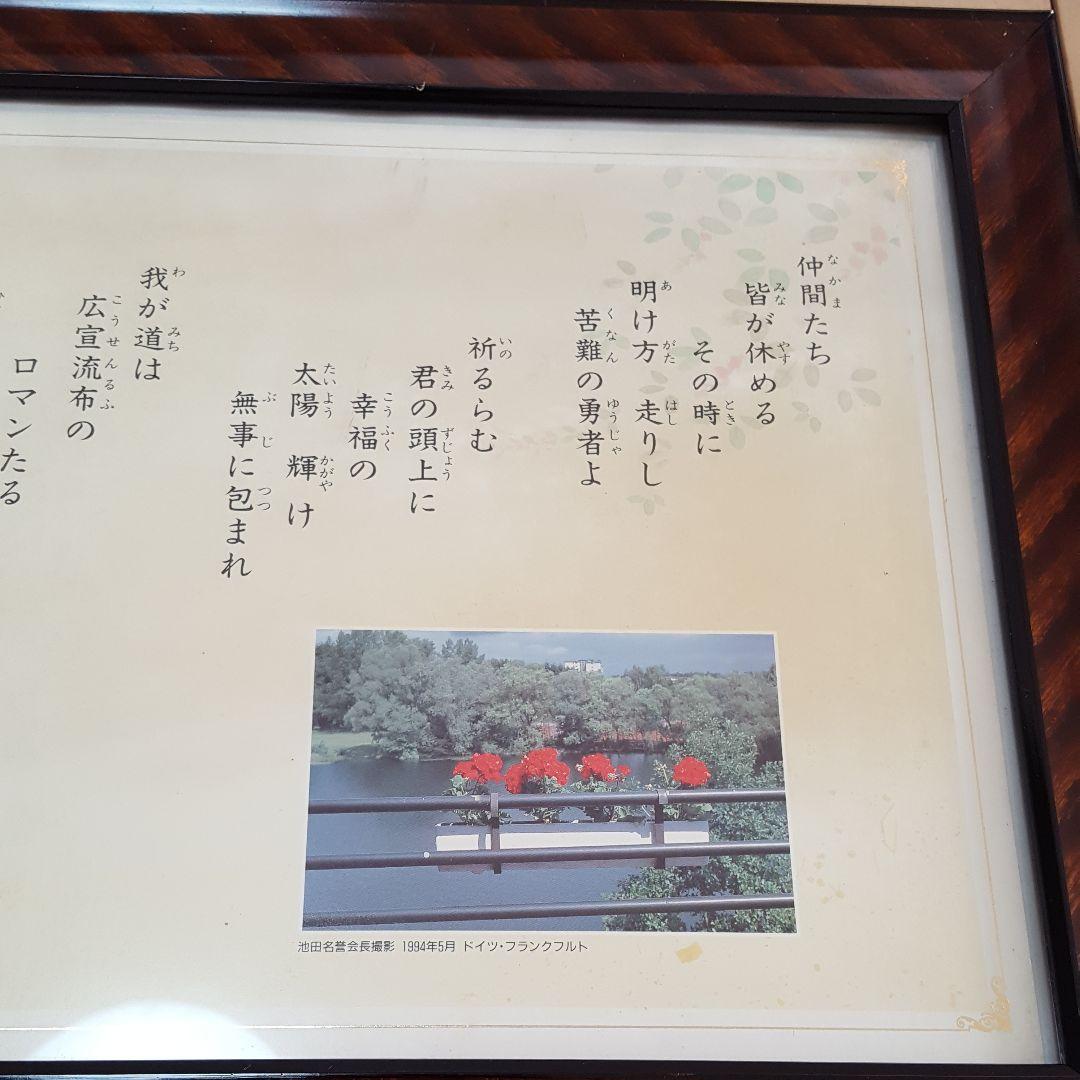 仲間たち
皆が休める
その時に
明け方 走りし
苦難の勇者よ
祈るらむ
君の頭上に
幸福の
太陽 輝け
無事に包まれ
我が道は
広宣流布の
ロマンたる
池田名誉会長撮影 1994年5月 ドイツ・フランクフルト